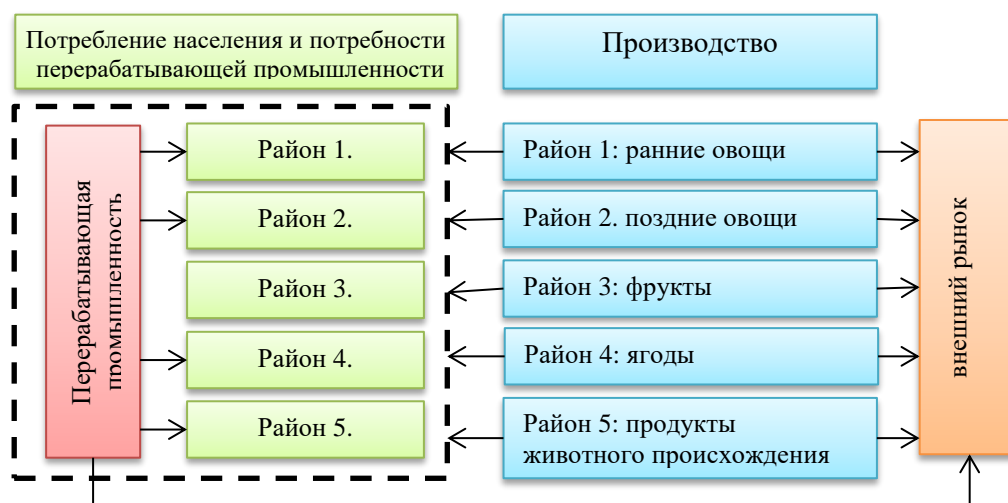 Потребление населения и потребности
перерабатывающей промышленности
Производство
Перерабатывающая
промышленность
Район 1.
Район 2.
Район 3.
Район 4.
Район 5.
Район 1: ранние овощи
Район 2. поздние овощи
Район 3: фрукты
Район 4: ягоды
Район 5: продукты
животного происхождения
внешний рынок